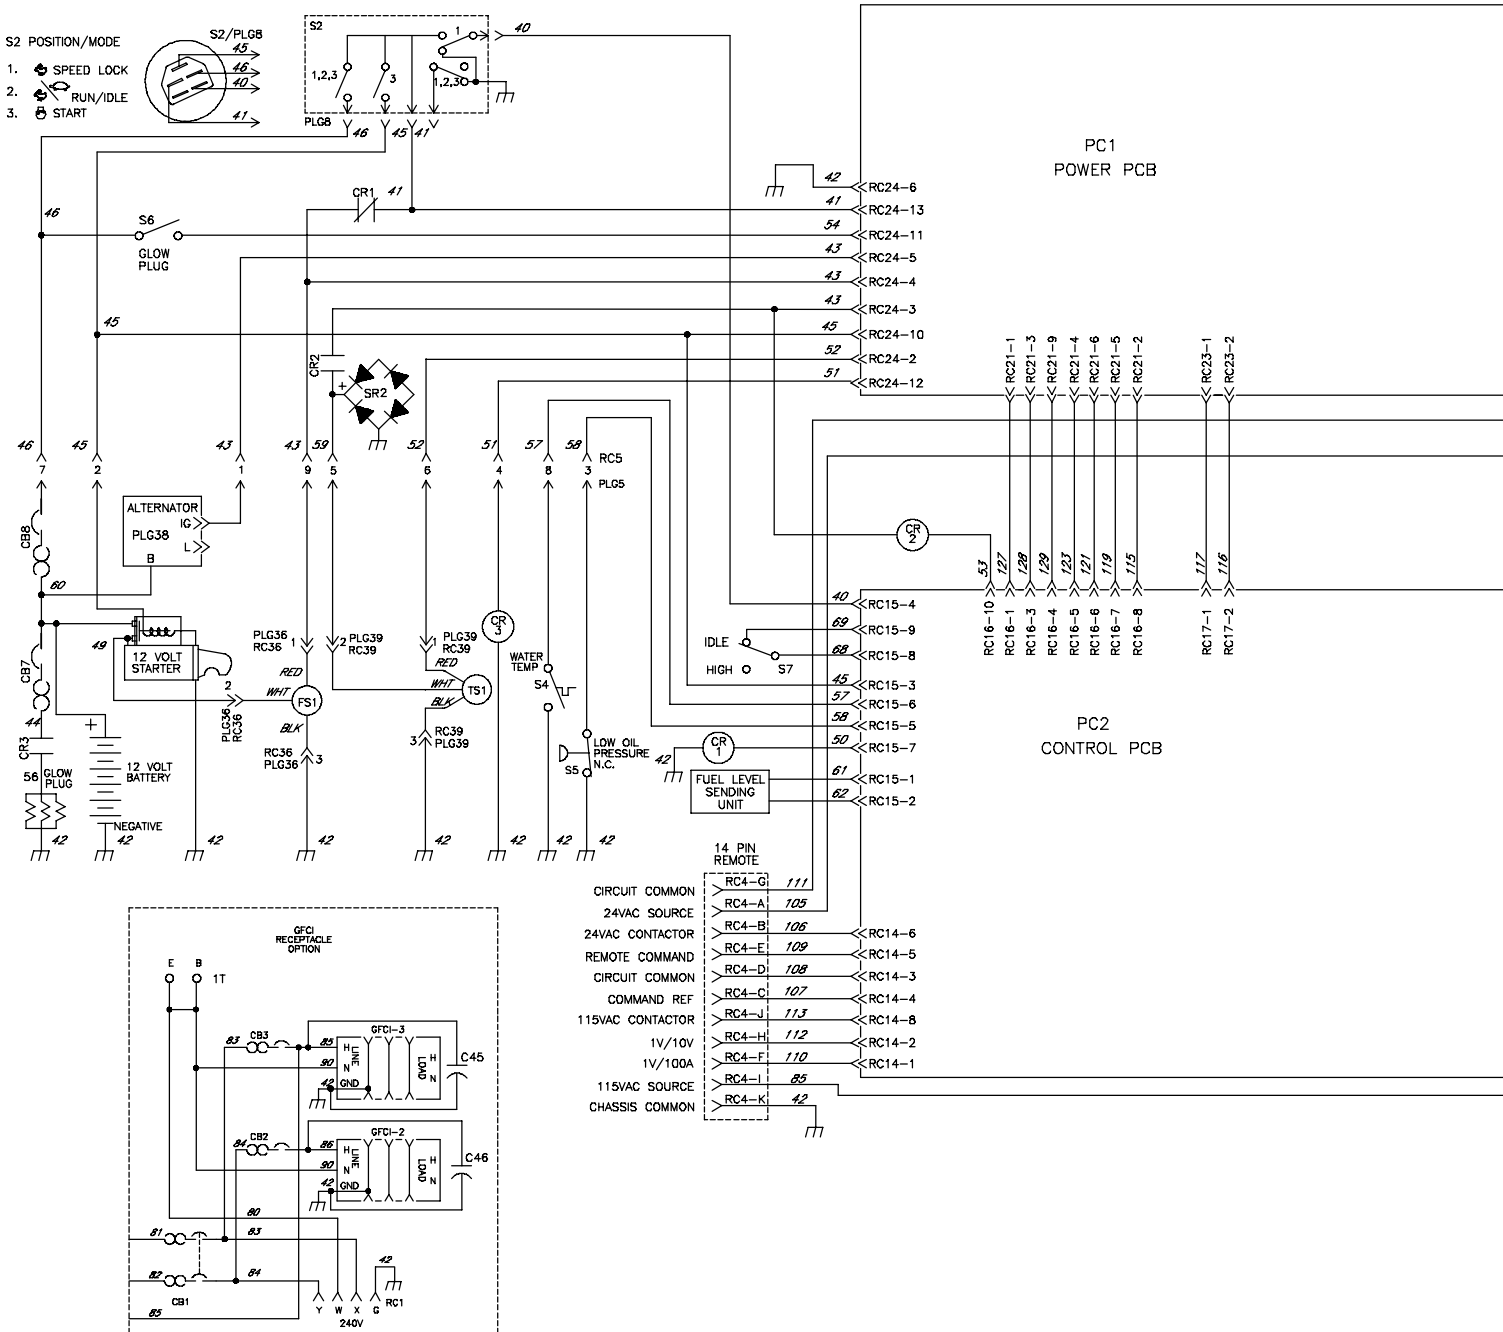 S2 POSITION/MODE
1. SPEED LOCK
2. RUN/IDLE
3. START
S2/PLG8
45
46
40
41
S2
1
40
1,2,3
3
1,2,3
PLG8
46
45
41
PC1
POWER PCB
42
RC24-6
CR1
41
41
RC24-13
46
S6
GLOW
PLUG
54
RC24-11
43
RC24-5
43
RC24-4
43
RC24-3
45
45
RC24-10
52
RC24-2
51
RC24-12
CR2
+
SR2
RC21-1
RC21-3
RC21-9
RC21-4
RC21-6
RC21-5
RC21-2
RC23-1
RC23-2
46
45
43
43
59
52
51
57
58
RC5
7
2
1
9
5
6
4
8
3
PLG5
CB8
ALTERNATOR
IG
PLG38
L
B
60
CR
2
53
127
128
129
123
121
119
115
117
116
RC16-10
RC16-1
RC16-3
RC16-4
RC16-5
RC16-6
RC16-7
RC16-8
RC17-1
RC17-2
40
RC15-4
69
RC15-9
IDLE
68
RC15-8
HIGH
S7
45
RC15-3
57
RC15-6
58
RC15-5
50
RC15-7
CR
1
42
61
RC15-1
62
RC15-2
FUEL LEVEL
SENDING
UNIT
PC2
CONTROL PCB
49
12 VOLT
STARTER
CB7
44
CR3
56
GLOW
PLUG
+
12 VOLT
BATTERY
NEGATIVE
2
PLG36
RC36
PLG36
RC36
1
RED
WHT
FS1
BLK
RC36
PLG36
3
2
PLG39
RC39
1
PLG39
RC39
RED
WHT
TS1
BLK
RC39
PLG39
3
CR
3
WATER
TEMP
S4
LOW OIL
PRESSURE
N.C.
S5
42
42
42
42
42
42
42
42
14 PIN
REMOTE
CIRCUIT COMMON
RC4-G
111
24VAC SOURCE
RC4-A
105
24VAC CONTACTOR
RC4-B
106
RC14-6
REMOTE COMMAND
RC4-E
109
RC14-5
CIRCUIT COMMON
RC4-D
108
RC14-3
COMMAND REF
RC4-C
107
RC14-4
115VAC CONTACTOR
RC4-J
113
RC14-8
1V/10V
RC4-H
112
RC14-2
1V/100A
RC4-F
110
RC14-1
115VAC SOURCE
RC4-I
85
CHASSIS COMMON
RC4-K
42
GFCI
RECEPTACLE
OPTION
E
B
1T
83
CB3
85
H
90
N
LINE
42
GND
GFCI-3
LOAD
H
N
C45
84
CB2
86
H
90
N
LINE
42
GND
GFCI-2
LOAD
H
N
C46
80
81
83
82
84
CB1
85
42
Y
W
X
G
RC1
240V